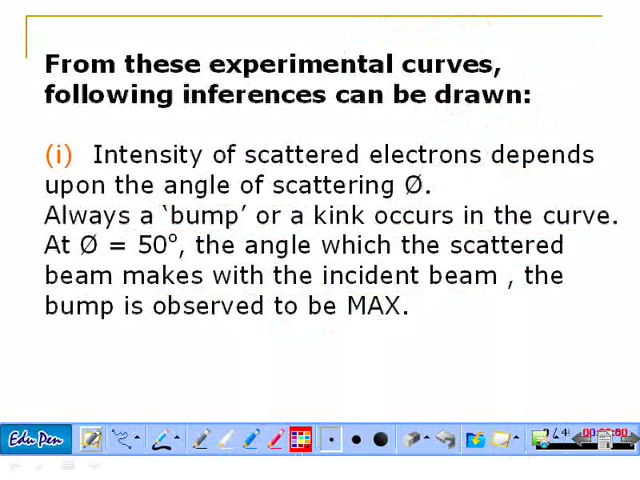 From these experimental curves,
following inferences can be drawn:
(i) Intensity of scattered electrons depends
upon the angle of scattering Ø.
Always a ‘bump’ or a kink occurs in the curve.
At Ø = 50°, the angle which the scattered
beam makes with the incident beam , the
bump is observed to be MAX.
Edu Pen